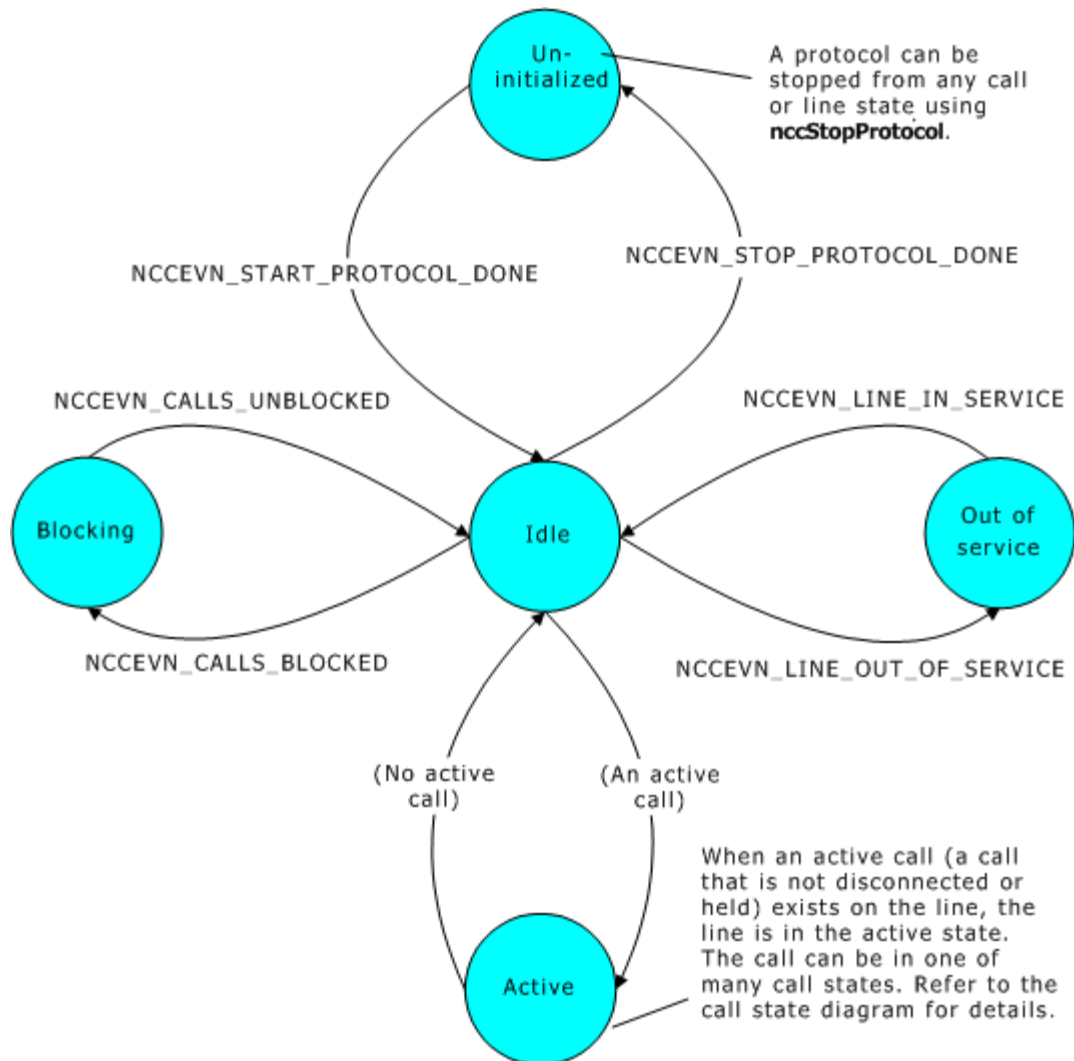 Un-
initialized
A protocol can be
stopped from any call
or line state using
nccStopProtocol.
NCCEVN_START_PROTOCOL_DONE
NCCEVN_STOP_PROTOCOL_DONE
NCCEVN_CALLS_UNBLOCKED
NCCEVN_LINE_IN_SERVICE
Blocking
Idle
Out of
service
NCCEVN_CALLS_BLOCKED
NCCEVN_LINE_OUT_OF_SERVICE
(No active
call)
(An active
call)
When an active call (a call
that is not disconnected or
held) exists on the line, the
line is in the active state.
The call can be in one of
many call states. Refer to the
call state diagram for details.
Active